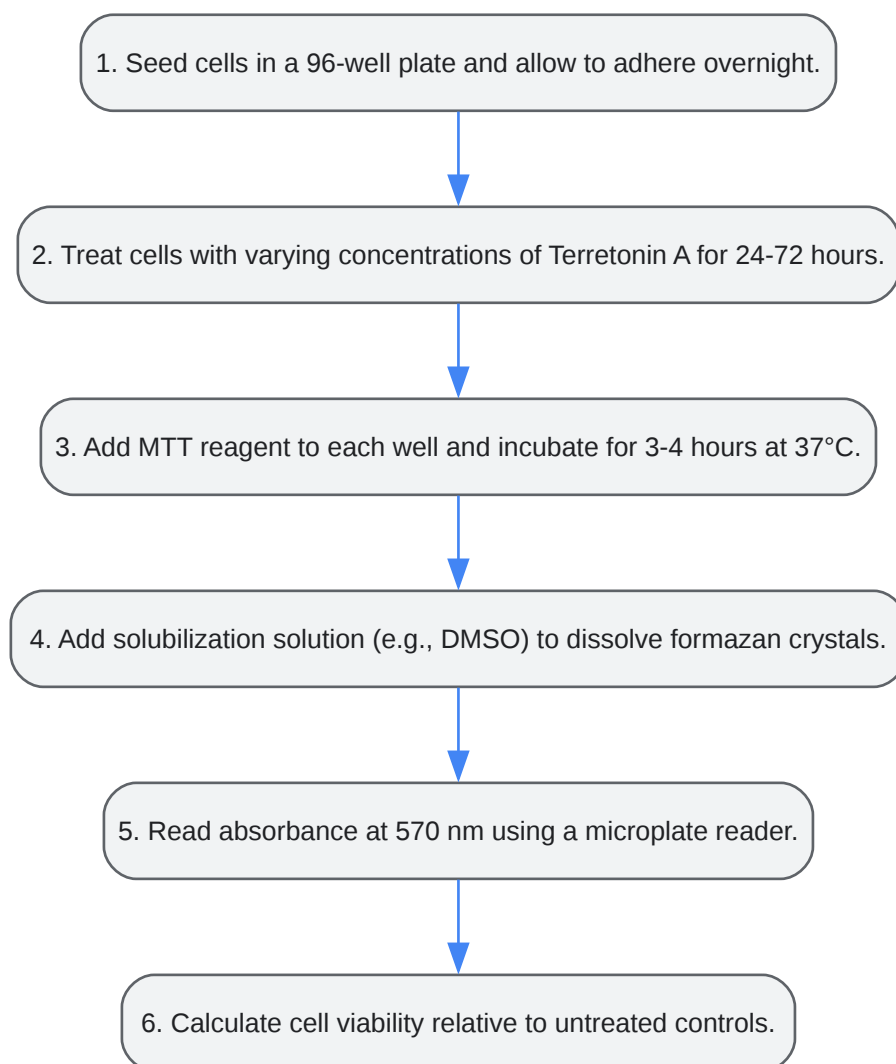 1. Seed cells in a 96-well plate and allow to adhere overnight.
2. Treat cells with varying concentrations of Terretonin A for 24-72 hours.
3. Add MTT reagent to each well and incubate for 3-4 hours at 37°C.
4. Add solubilization solution (e.g., DMSO) to dissolve formazan crystals.
5. Read absorbance at 570 nm using a microplate reader.
6. Calculate cell viability relative to untreated controls.